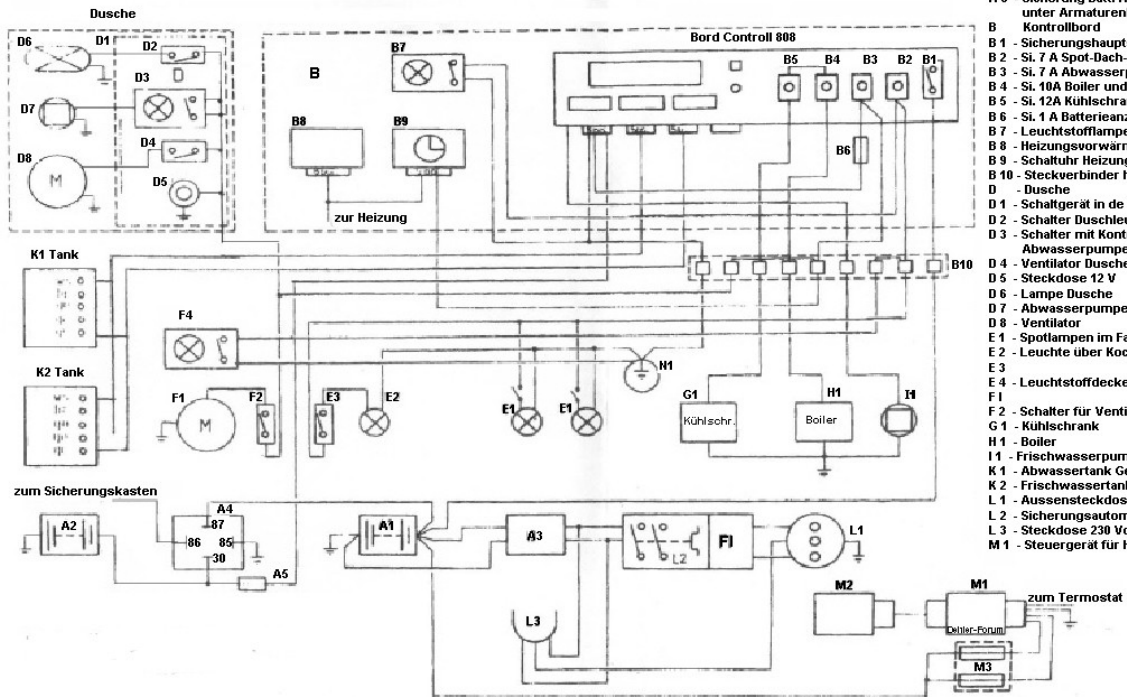 Dusche
D6
D1
D2
D3
D7
D4
D8
D5
M
B
B7
B8
B9
zur Heizung
Bord Controll 808
B5
B4
B3
B2
B1
B6
B10
K1 Tank
K2 Tank
F4
F1
M
F2
E3
E2
E1
E1
N1
G1
Kühlschr.
H1
Boiler
I1
zum Sicherungskasten
A2
A4
87
86
85
30
A5
A1
A3
L2
FI
L1
L3
M2
M1
zum Termostat
Dehler-Forum
M3
unter Armaturen
B Kontrollbord
B 1 - Sicherungshaupt
B 2 - Si. 7 A Spot-Dach-
B 3 - Si. 7 A Abwasser
B 4 - Si. 10A Boiler und
B 5 - Si. 12A Kühlschra
B 6 - Si. 1 A Batterieanz
B 7 - Leuchtstofflampe
B 8 - Heizungsvorwärm
B 9 - Schaltuhr Heizung
B 10 - Steckverbinder h
D - Dusche
D 1 - Schaltgerät in de
D 2 - Schalter Duschleu
D 3 - Schalter mit Kont
Abwasserpumpe
D 4 - Ventilator Dusche
D 5 - Steckdose 12 V
D 6 - Lampe Dusche
D 7 - Abwasserpumpe
D 8 - Ventilator
E 1 - Spotlampen im Fa
E 2 - Leuchte über Koc
E 3
E 4 - Leuchtstoffdecke
F I
F 2 - Schalter für Venti
G 1 - Kühlschrank
H 1 - Boiler
I 1 - Frischwasserpum
K 1 - Abwassertank Ge
K 2 - Frischwassertank
L 1 - Aussensteckdos
L 2 - Sicherungsautom
L 3 - Steckdose 230 Vo
M 1 - Steuergerät für H